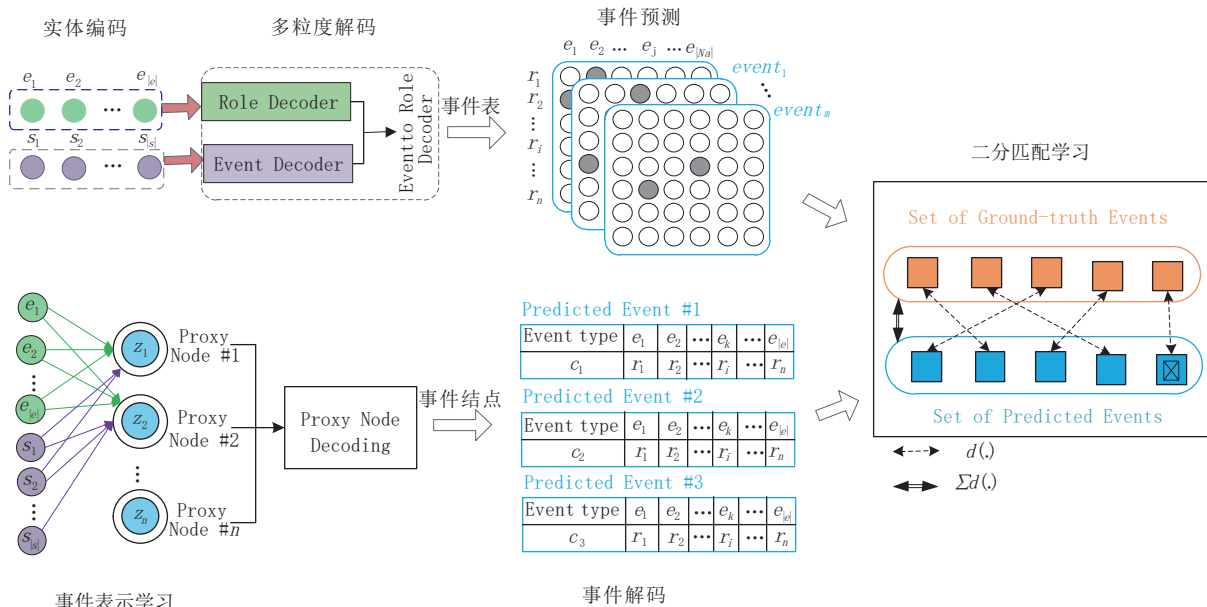 实体编码
多粒度解码
事件预测
e1 e2 … e|e|
s1 s2 … s|s|
Role Decoder
Event Decoder
Eventto Role
Decoder
事件表
e1 e2 … ej … e|Na|
r1
r2
⋮
ri
⋮
rn
event1
⋱
eventm
二分匹配学习
Set of Ground-truth Events
Set of Predicted Events
d(.)
Σd(.)
e1
e2
⋮
e|e|
s1
s2
⋮
s|s|
z1
Proxy
Node #1
z2
Proxy
Node #2
⋮
zn
Proxy
Node #n
Proxy Node
Decoding
事件结点
Predicted Event #1
Event type e1 e2 … ek … e|e|
c1 r1 r2 … ri … rn
Predicted Event #2
Event type e1 e2 … ek … e|e|
c2 r1 r2 … ri … rn
Predicted Event #3
Event type e1 e2 … ek … e|e|
c3 r1 r2 … ri … rn
事件表示学习
事件解码